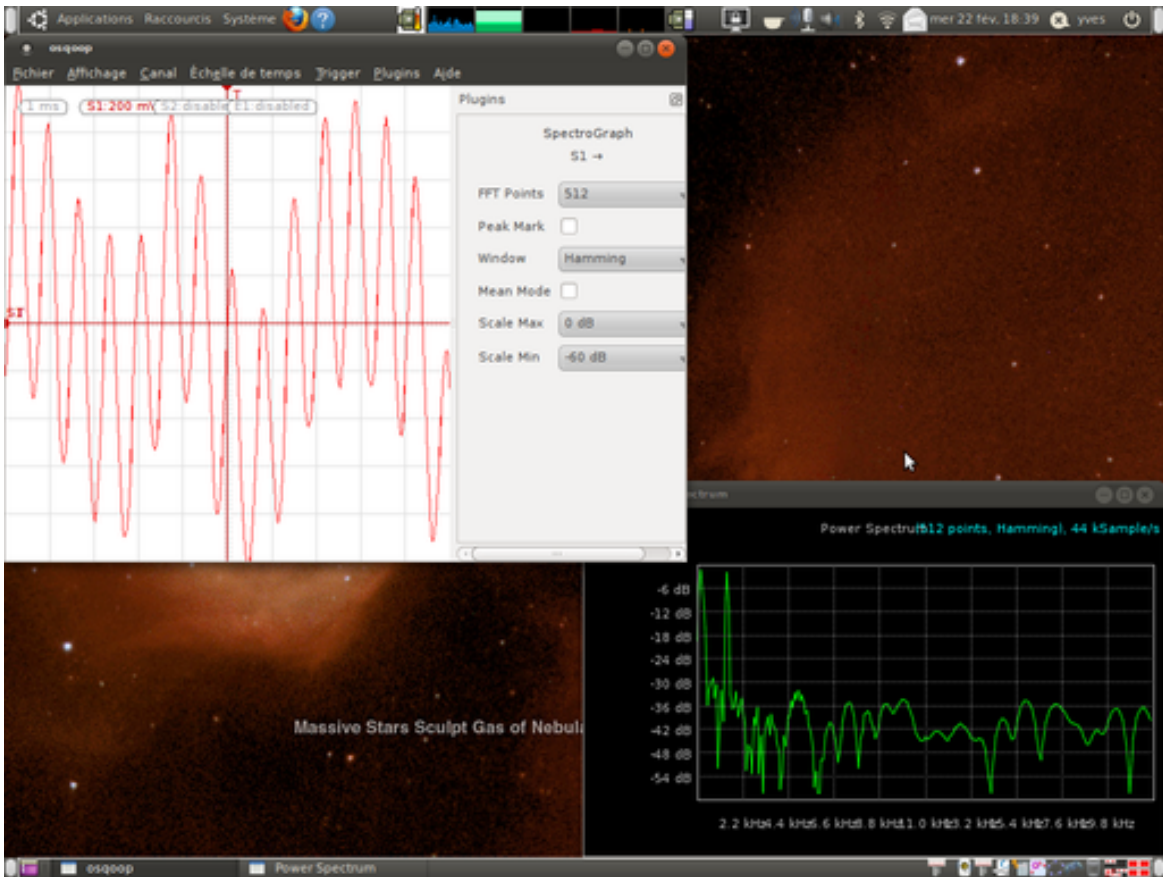 Applications Raccourcis Système
mer 22 fév, 18:39
yves
osqoop
Fichier Affichage Canal Échelle de temps Trigger Plugins Aide
1 ms
S1:200 mV
S2: disable
E1: disabled
T
S1
Plugins
SpectroGraph
S1 →
FFT Points 512
Peak Mark
Window Hamming
Mean Mode
Scale Max 0 dB
Scale Min -60 dB
ectrum
Power Spectru
512 points, Hamming), 44 kSample/s
-6 dB
-12 dB
-18 dB
-24 dB
-30 dB
-36 dB
-42 dB
-48 dB
-54 dB
2.2 kHz 4.4 kHz 6.6 kHz 8.8 kHz 11.0 kHz 13.2 kHz 15.4 kHz 17.6 kHz 19.8 kHz
Massive Stars Sculpt Gas of Nebula
osqoop
Power Spectrum